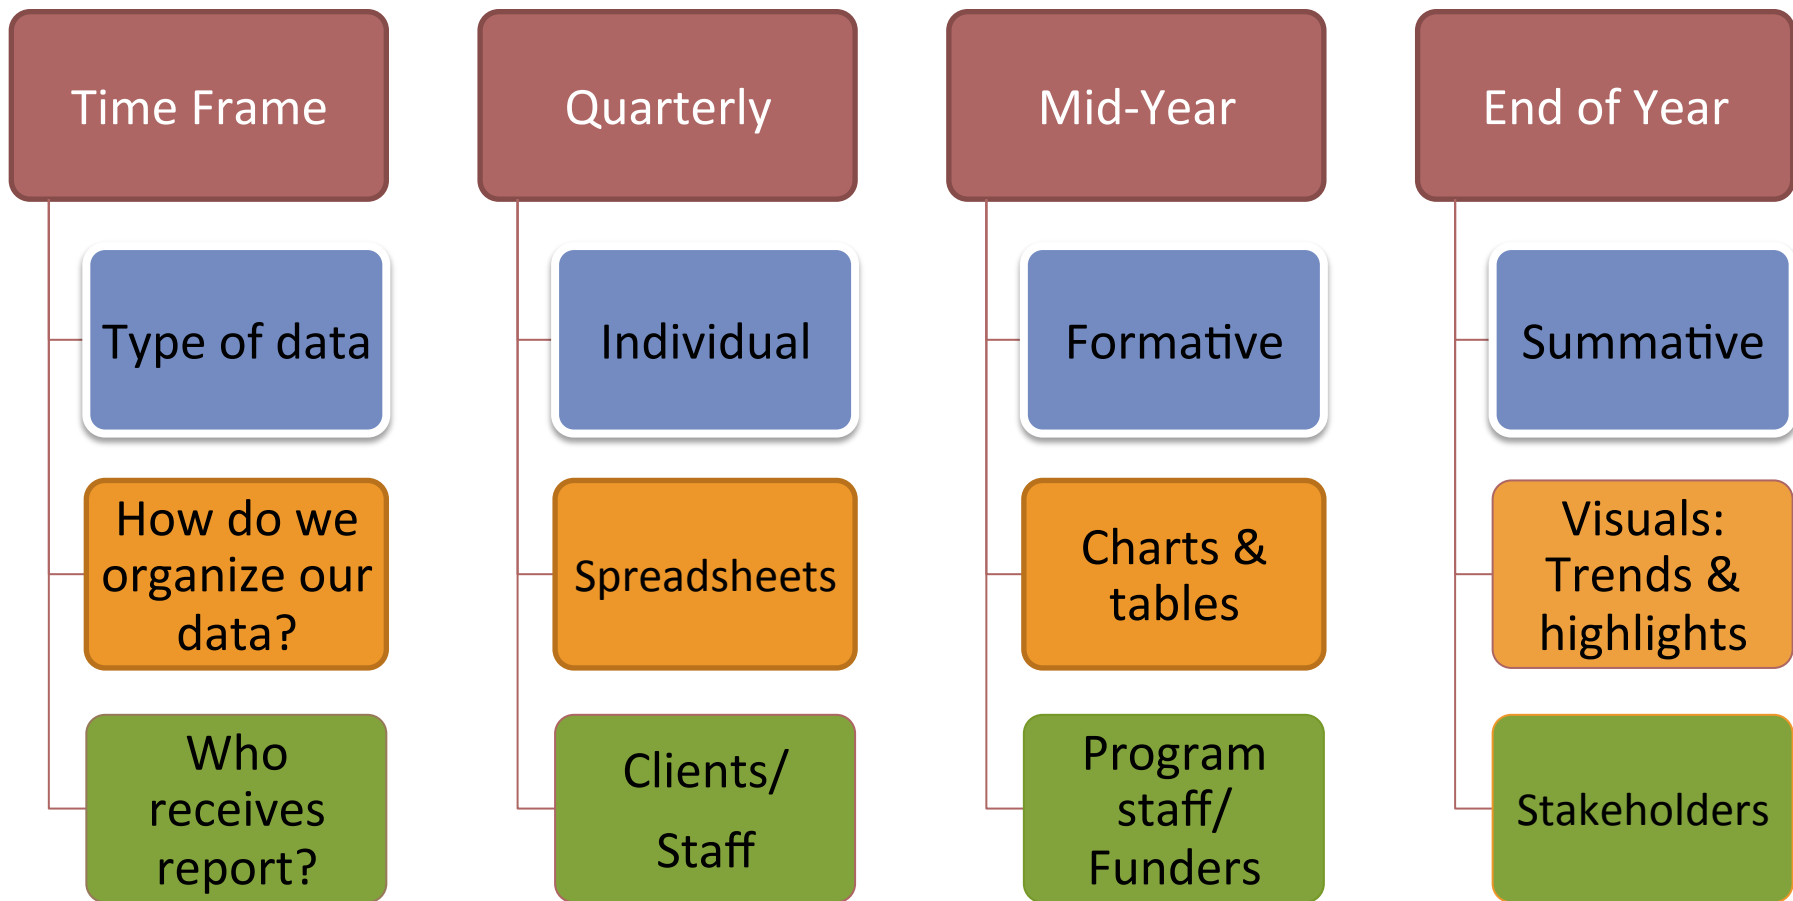 Time Frame
Quarterly
Mid-Year
End of Year
Type of data
Individual
Formative
Summative
How do we
organize our
data?
Spreadsheets
Charts &
tables
Visuals:
Trends &
highlights
Who
receives
report?
Clients/
Staff
Program
staff/
Funders
Stakeholders